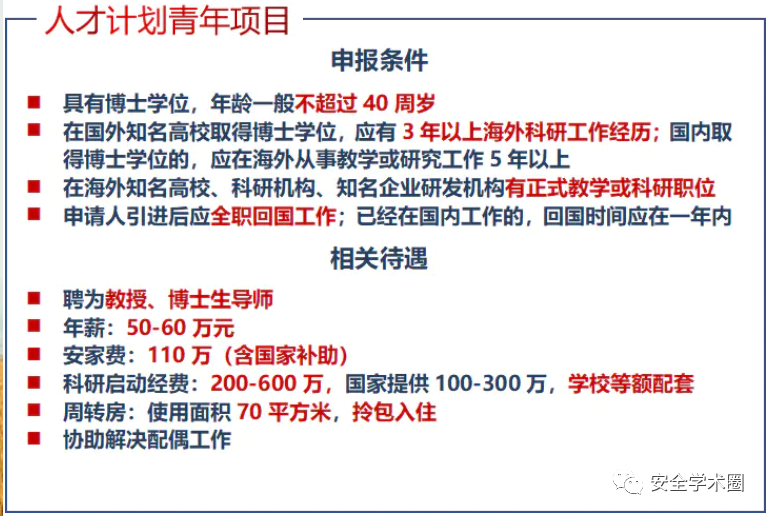 人才计划青年项目
申报条件
■ 具有博士学位，年龄一般不超过 40 周岁
■ 在国外知名高校取得博士学位，应有 3 年以上海外科研工作经历；国内取
得博士学位的，应在海外从事教学或研究工作 5 年以上
■ 在海外知名高校、科研机构、知名企业研发机构有正式教学或科研职位
■ 申请人引进后应全职回国工作；已经在国内工作的，回国时间应在一年内
相关待遇
■ 聘为教授、博士生导师
■ 年薪：50-60 万元
■ 安家费：110 万（含国家补助）
■ 科研启动经费：200-600 万，国家提供 100-300 万，学校等额配套
■ 周转房：使用面积 70 平方米，拎包入住
■ 协助解决配偶工作
安全学术圈